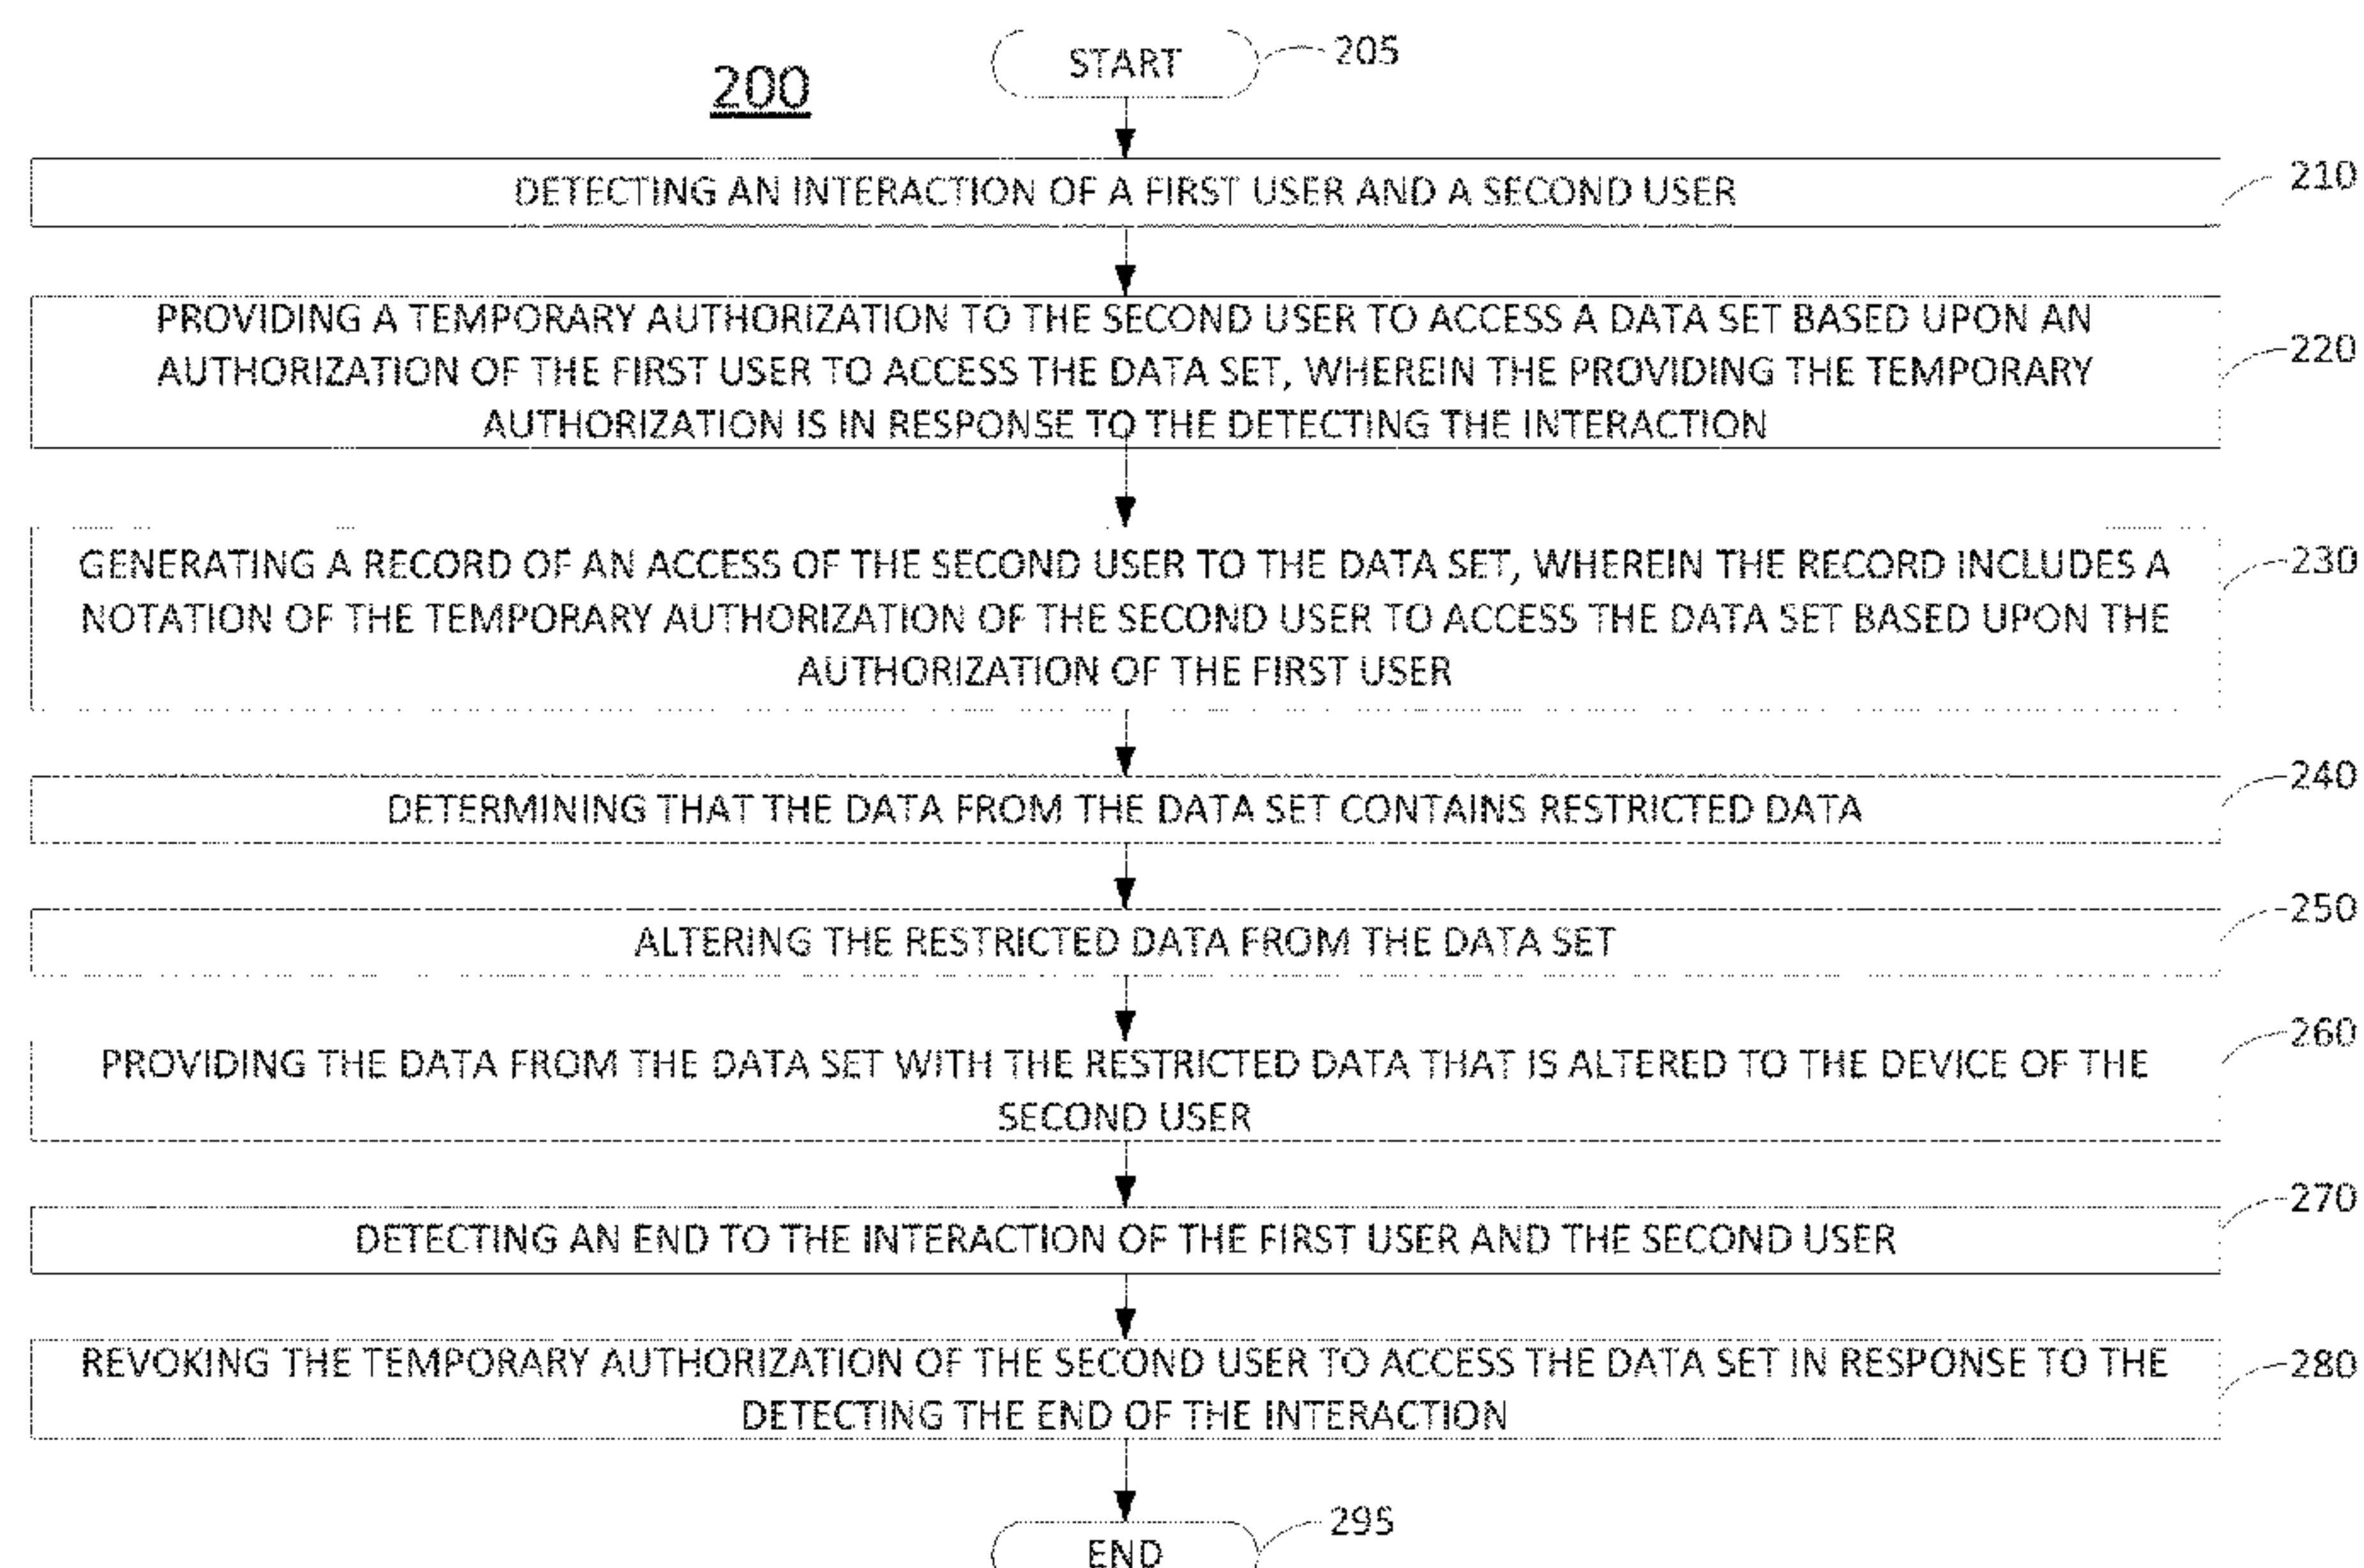 START
205
200
DETECTING AN INTERACTION OF A FIRST USER AND A SECOND USER
210
PROVIDING A TEMPORARY AUTHORIZATION TO THE SECOND USER TO ACCESS A DATA SET BASED UPON AN
AUTHORIZATION OF THE FIRST USER TO ACCESS THE DATA SET, WHEREIN THE PROVIDING THE TEMPORARY
AUTHORIZATION IS IN RESPONSE TO THE DETECTING THE INTERACTION
220
GENERATING A RECORD OF AN ACCESS OF THE SECOND USER TO THE DATA SET, WHEREIN THE RECORD INCLUDES A
NOTATION OF THE TEMPORARY AUTHORIZATION OF THE SECOND USER TO ACCESS THE DATA SET BASED UPON THE
AUTHORIZATION OF THE FIRST USER
230
DETERMINING THAT THE DATA FROM THE DATA SET CONTAINS RESTRICTED DATA
240
ALTERING THE RESTRICTED DATA FROM THE DATA SET
250
PROVIDING THE DATA FROM THE DATA SET WITH THE RESTRICTED DATA THAT IS ALTERED TO THE DEVICE OF THE
SECOND USER
260
DETECTING AN END TO THE INTERACTION OF THE FIRST USER AND THE SECOND USER
270
REVOKING THE TEMPORARY AUTHORIZATION OF THE SECOND USER TO ACCESS THE DATA SET IN RESPONSE TO THE
DETECTING THE END OF THE INTERACTION
280
END
295